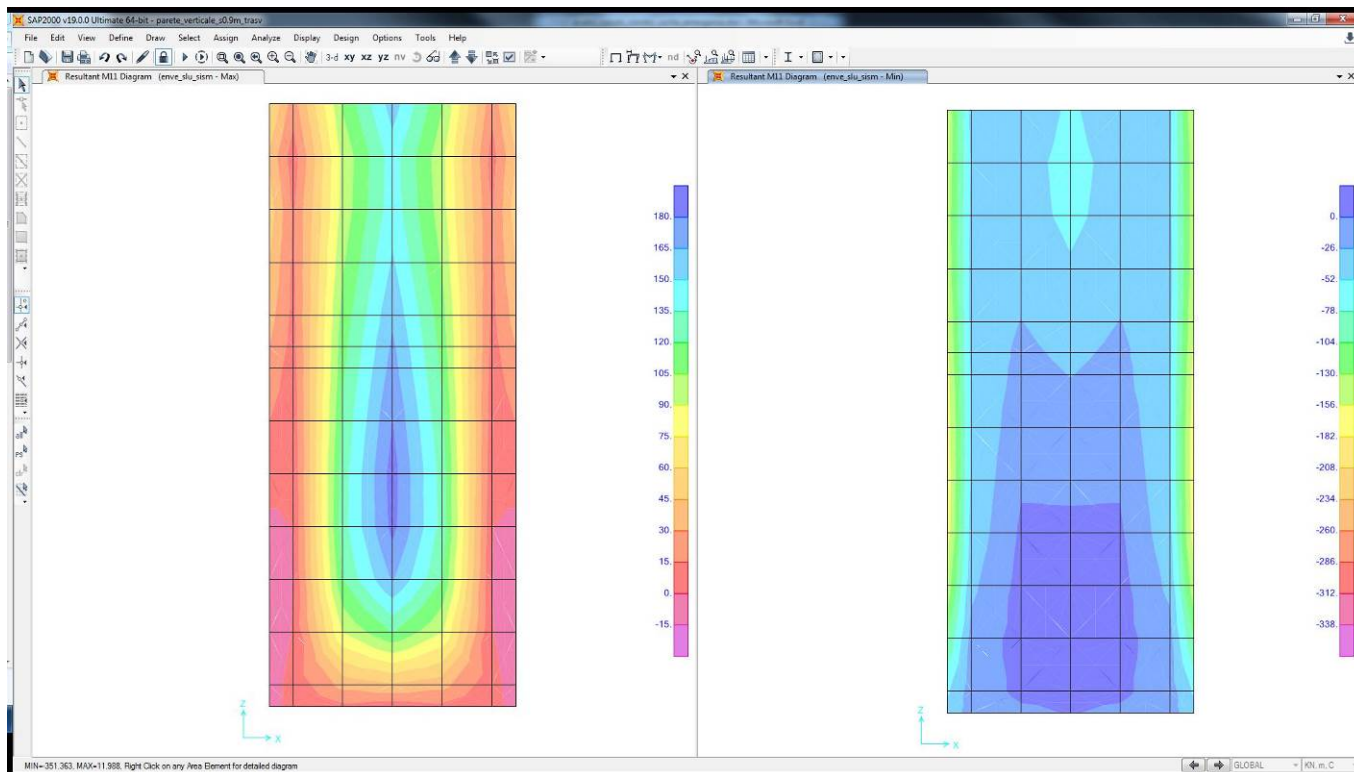 SAP2000 v19.0.0 Ultimate 64-bit - parete_verticale_s0.9m_trasv
File Edit View Define Draw Select Assign Analyze Display Design Options Tools Help
3-d xy xz yz nv nd
Resultant M11 Diagram (enve_slu_sism - Max)
Resultant M11 Diagram (enve_slu_sism - Min)
180.
165.
150.
135.
120.
105.
90.
75.
60.
45.
30.
15.
0.
-15.
0.
-26.
-52.
-78.
-104.
-130.
-156.
-182.
-208.
-234.
-260.
-286.
-312.
-338.
all
PS
clr
Z
X
Z
X
MIN=-351.363, MAX=11.988, Right Click on any Area Element for detailed diagram
GLOBAL
KN, m, C